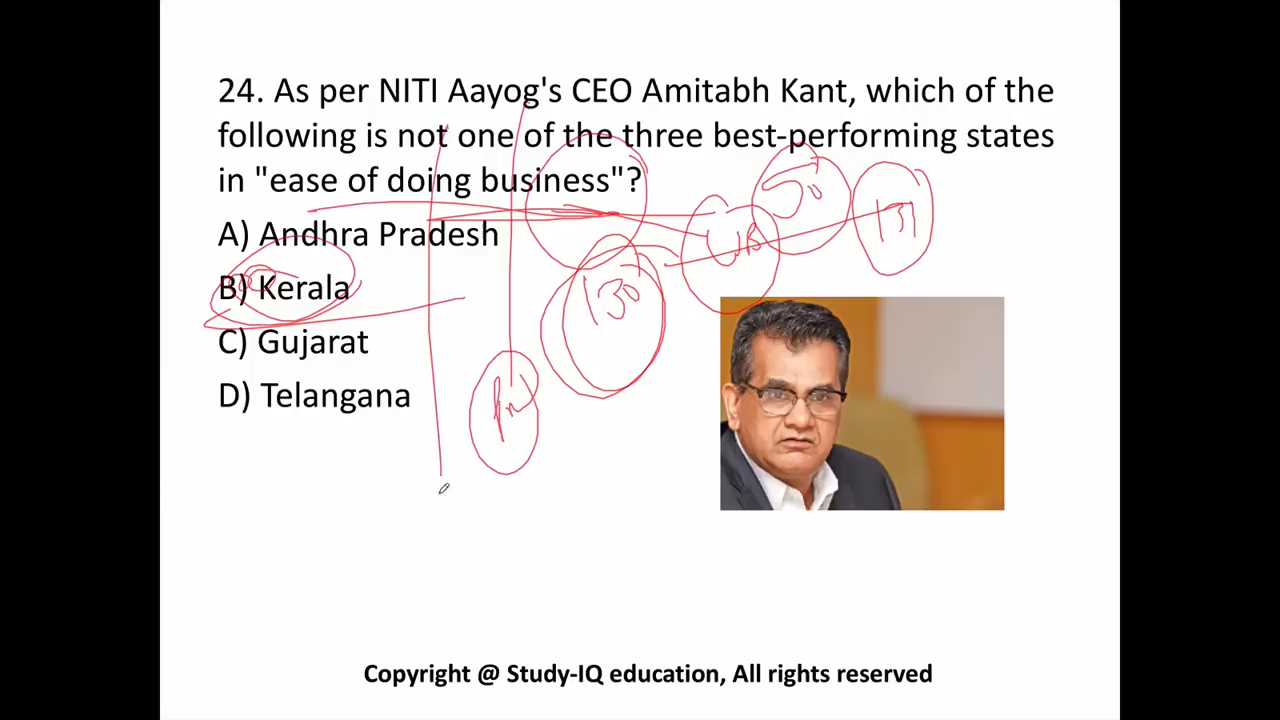 24. As per NITI Aayog's CEO Amitabh Kant, which of the
following is not one of the three best-performing states
in "ease of doing business"?
50
131
A) Andhra Pradesh
WB
B) Kerala
130
C) Gujarat
D) Telangana
Copyright @ Study-IQ education, All rights reserved